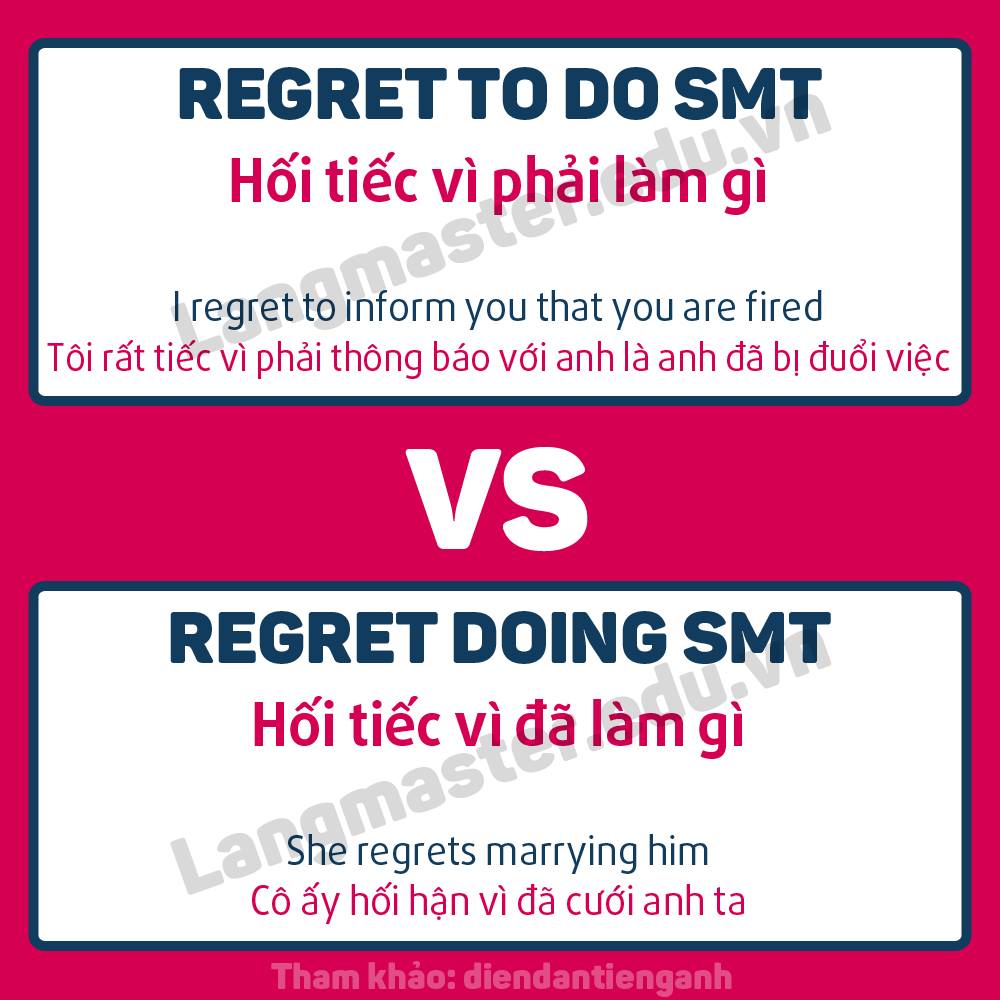 REGRET TO DO SMT
Hối tiếc vì phải làm gì
I regret to inform you that you are fired
Tôi rất tiếc vì phải thông báo với anh là anh đã bị đuổi việc
Langmaster.edu.vn
VS
REGRET DOING SMT
Hối tiếc vì đã làm gì
She regrets marrying him
Cô ấy hối hận vì đã cưới anh ta
Langmaster.edu.vn
Tham khảo: diendantienganh